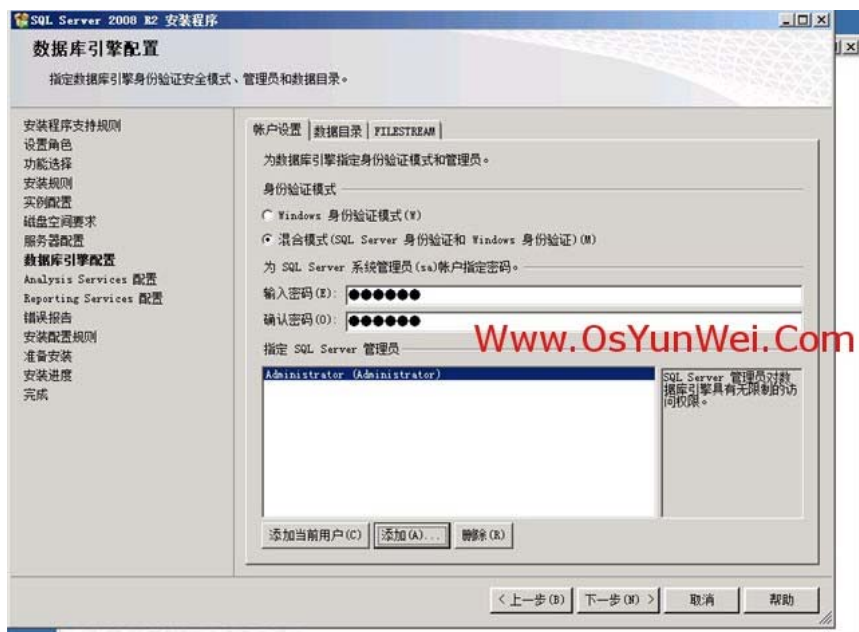 SQL Server 2008 R2 安装程序
数据库引擎配置
指定数据库引擎身份验证安全模式、管理员和数据目录。
安装程序支持规则
设置角色
功能选择
安装规则
实例配置
磁盘空间要求
服务器配置
数据库引擎配置
Analysis Services 配置
Reporting Services 配置
错误报告
安装配置规则
准备安装
安装进度
完成
帐户设置 数据目录 FILESTREAM
为数据库引擎指定身份验证模式和管理员。
身份验证模式
Windows 身份验证模式(W)
混合模式(SQL Server 身份验证和 Windows 身份验证)(M)
为 SQL Server 系统管理员(sa)帐户指定密码。
输入密码(E): ●●●●●●
确认密码(O): ●●●●●●
Www.OsYunWei.Com
指定 SQL Server 管理员
Administrator (Administrator)
SQL Server 管理员对数
据库引擎具有无限制的访
问权限。
添加当前用户(C) 添加(A)... 删除(R)
< 上一步(B) 下一步(N) > 取消 帮助